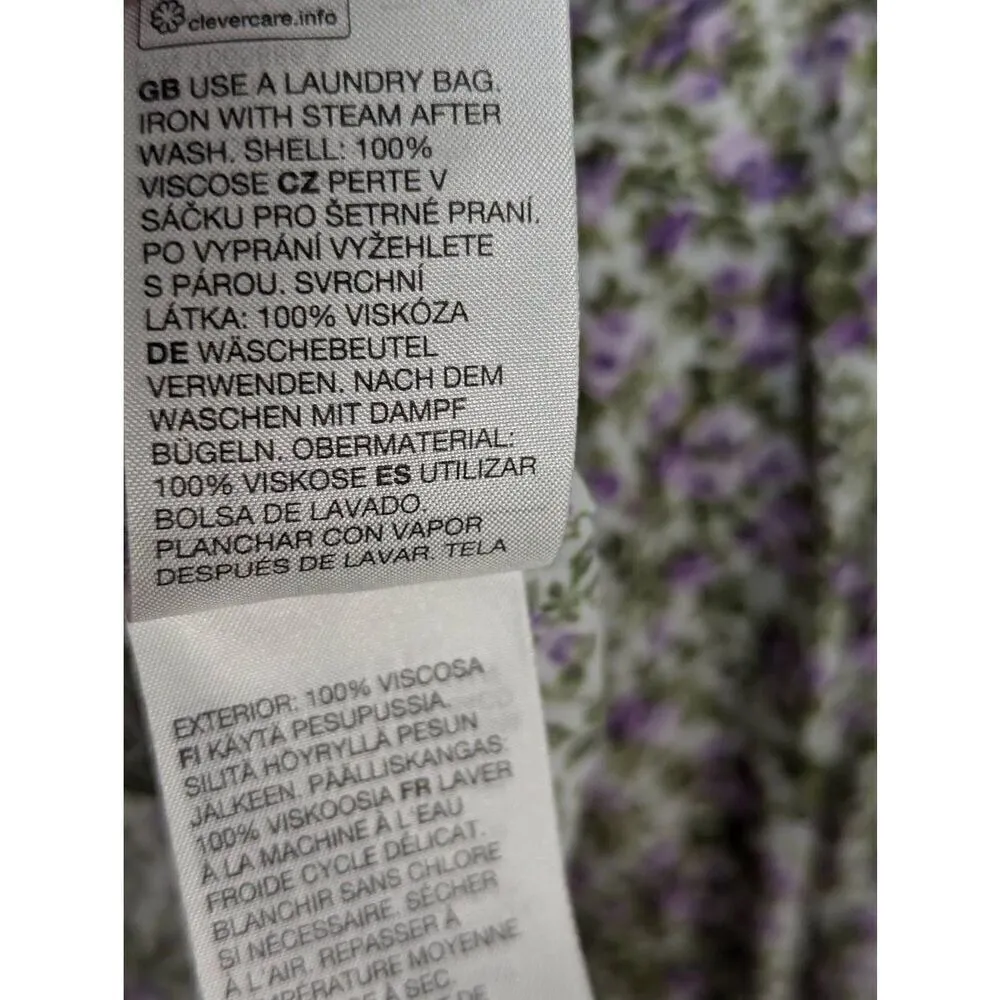 clevercare.info
GB USE A LAUNDRY BAG.
IRON WITH STEAM AFTER
WASH. SHELL: 100%
VISCOSE CZ PERTE V
SÁČKU PRO ŠETRNÉ PRANÍ.
PO VYPRÁNÍ VYŽEHLETE
S PÁROU. SVRCHNÍ
LÁTKA: 100% VISKÓZA
DE WÄSCHEBEUTEL
VERWENDEN. NACH DEM
WASCHEN MIT DAMPF
BÜGELN. OBERMATERIAL:
100% VISKOSE ES UTILIZAR
BOLSA DE LAVADO.
PLANCHAR CON VAPOR
DESPUÉS DE LAVAR. TELA
EXTERIOR: 100% VISCOSA
FI KÄYTÄ PESUPUSSIA.
SILITÄ HÖYRYLLÄ PESUN
JÄLKEEN. PÄÄLLISKANGAS:
100% VISKOOSIA FR LAVER
À LA MACHINE À L'EAU
FROIDE CYCLE DÉLICAT.
BLANCHIR SANS CHLORE
SI NÉCESSAIRE. SÉCHER
À L'AIR. REPASSER À
TEMPÉRATURE MOYENNE
À SEC.
DE